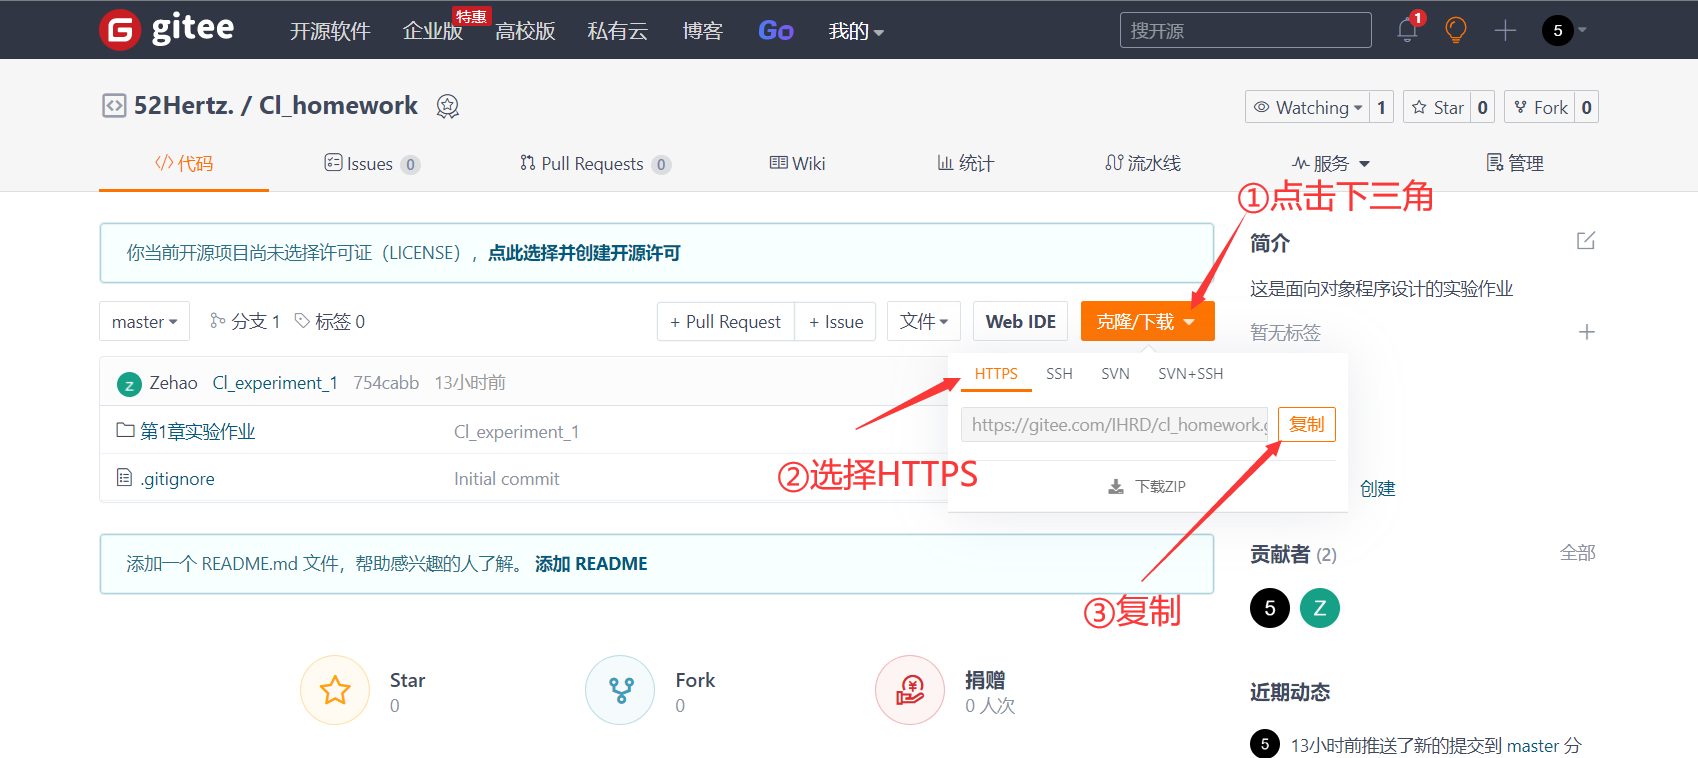 gitee 开源软件 企业版 特惠 高校版 私有云 博客 Go 我的 搜开源 1 5
52Hertz. / Cl_homework Watching 1 Star 0 Fork 0
代码 Issues 0 Pull Requests 0 Wiki 统计 流水线 服务 管理
①点击下三角
你当前开源项目尚未选择许可证（LICENSE），点此选择并创建开源许可
简介
这是面向对象程序设计的实验作业
master 分支 1 标签 0 + Pull Request + Issue 文件 Web IDE 克隆/下载
暂无标签
HTTPS SSH SVN SVN+SSH
z Zehao Cl_experiment_1 754cabb 13小时前
https://gitee.com/IHRD/cl_homework.g 复制
第1章实验作业 Cl_experiment_1
②选择HTTPS
.gitignore Initial commit
下载ZIP
创建
添加一个 README.md 文件，帮助感兴趣的人了解。 添加 README
贡献者 (2) 全部
③复制
5 Z
Star
0
Fork
0
捐赠
0 人次
近期动态
5 13小时前推送了新的提交到 master 分